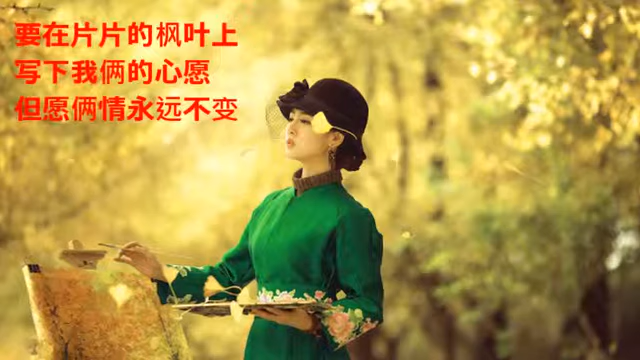 要在片片的枫叶上
写下我俩的心愿
但愿俩情永远不变